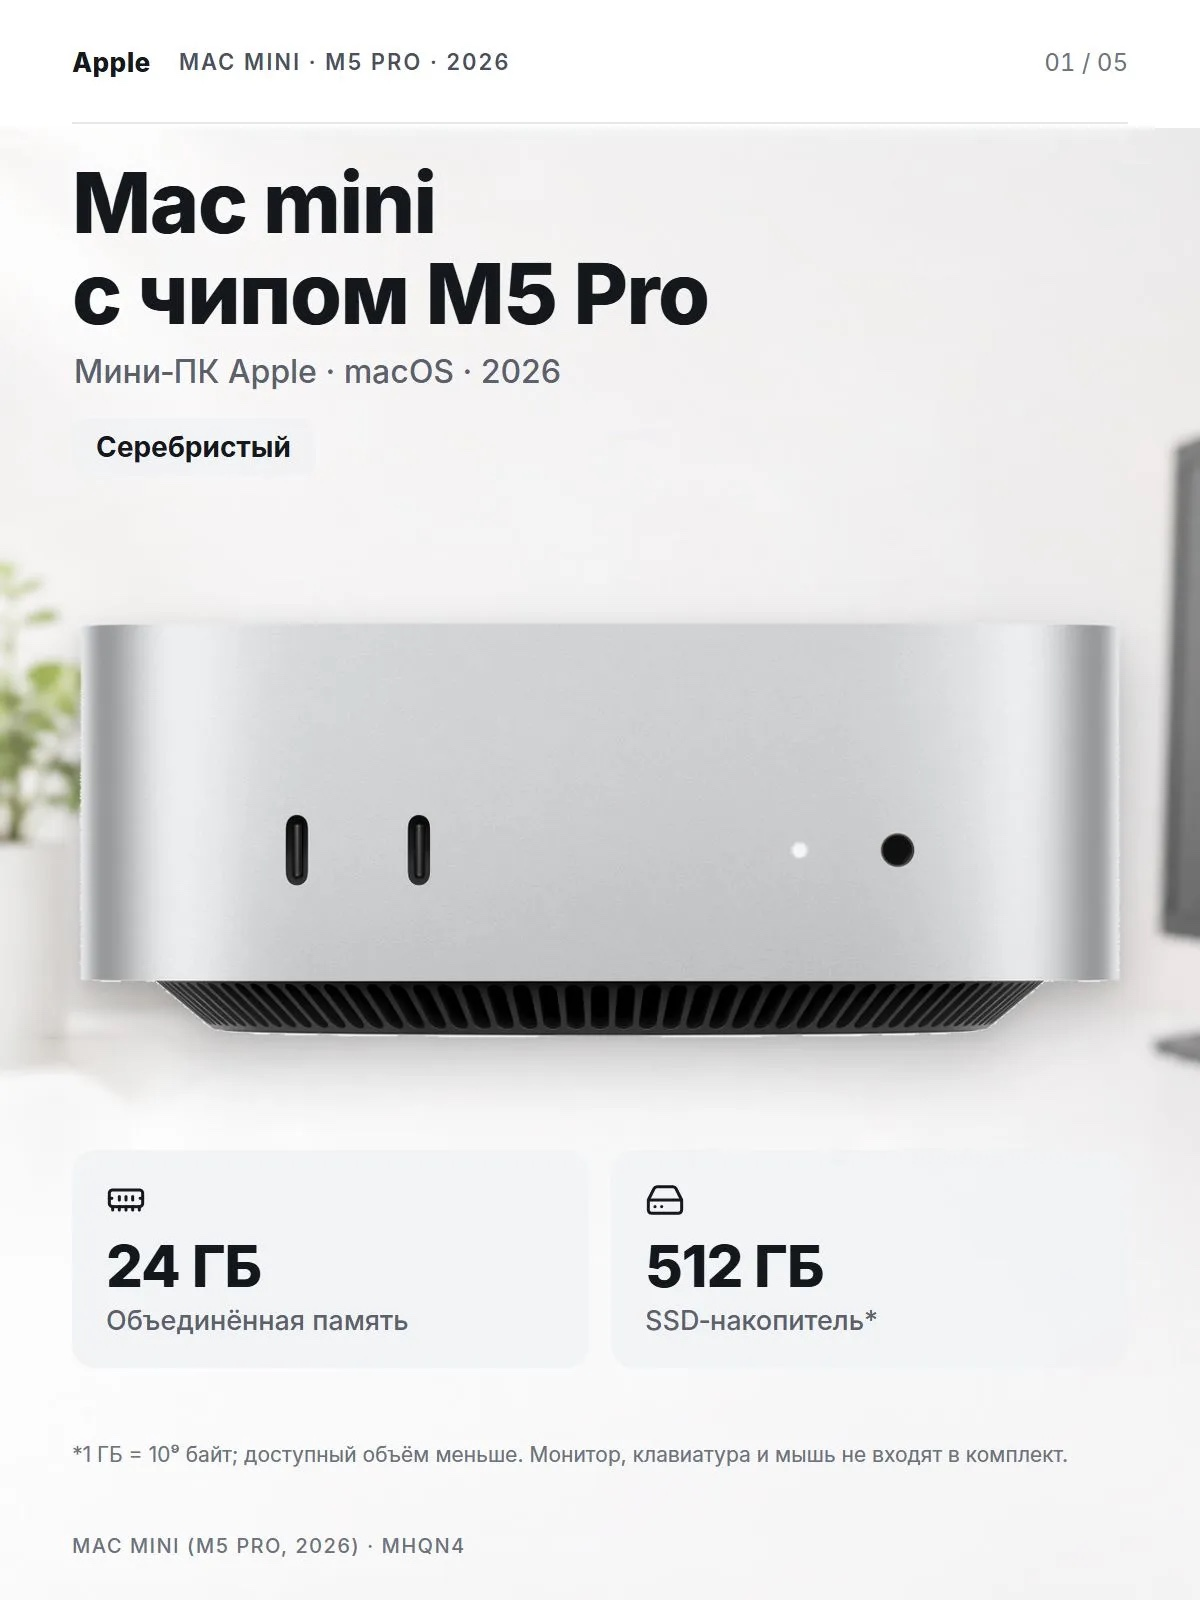 Apple MAC MINI · M5 PRO · 2026 01 / 05
Mac mini
с чипом M5 Pro
Мини-ПК Apple · macOS · 2026
Серебристый
24 ГБ
Объединённая память
512 ГБ
SSD-накопитель*
*1 ГБ = 10⁹ байт; доступный объём меньше. Монитор, клавиатура и мышь не входят в комплект.
MAC MINI (M5 PRO, 2026) · MHQN4